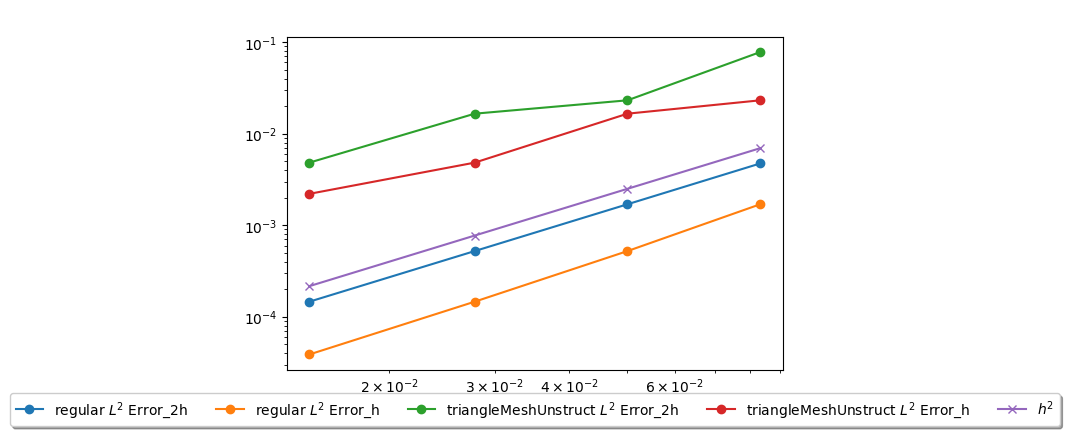 10⁻¹
10⁻²
10⁻³
10⁻⁴
2 × 10⁻² 3 × 10⁻² 4 × 10⁻² 6 × 10⁻²
regular L² Error_2h regular L² Error_h triangleMeshUnstruct L² Error_2h triangleMeshUnstruct L² Error_h h²